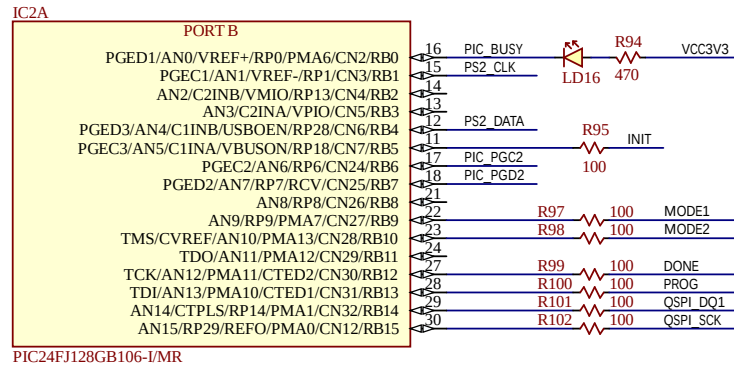 IC2A
PORT B
PGED1/AN0/VREF+/RP0/PMA6/CN2/RB0 16 PIC_BUSY LD16 R94 470 VCC3V3
PGEC1/AN1/VREF-/RP1/CN3/RB1 15 PS2_CLK
AN2/C2INB/VMIO/RP13/CN4/RB2 14
AN3/C2INA/VPIO/CN5/RB3 13
PGED3/AN4/C1INB/USBOEN/RP28/CN6/RB4 12 PS2_DATA
PGEC3/AN5/C1INA/VBUSON/RP18/CN7/RB5 11 R95 100 INIT
PGEC2/AN6/RP6/CN24/RB6 17 PIC_PGC2
PGED2/AN7/RP7/RCV/CN25/RB7 18 PIC_PGD2
AN8/RP8/CN26/RB8 21
AN9/RP9/PMA7/CN27/RB9 22 R97 100 MODE1
TMS/CVREF/AN10/PMA13/CN28/RB10 23 R98 100 MODE2
TDO/AN11/PMA12/CN29/RB11 24
TCK/AN12/PMA11/CTED2/CN30/RB12 27 R99 100 DONE
TDI/AN13/PMA10/CTED1/CN31/RB13 28 R100 100 PROG
AN14/CTPLS/RP14/PMA1/CN32/RB14 29 R101 100 QSPI_DQ1
AN15/RP29/REFO/PMA0/CN12/RB15 30 R102 100 QSPI_SCK
PIC24FJ128GB106-I/MR